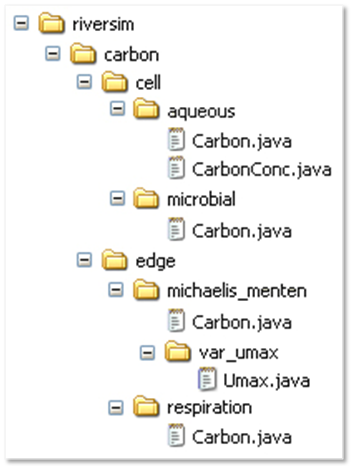 riversim
carbon
cell
aqueous
Carbon.java
CarbonConc.java
microbial
Carbon.java
edge
michaelis_menten
Carbon.java
var_umax
Umax.java
respiration
Carbon.java